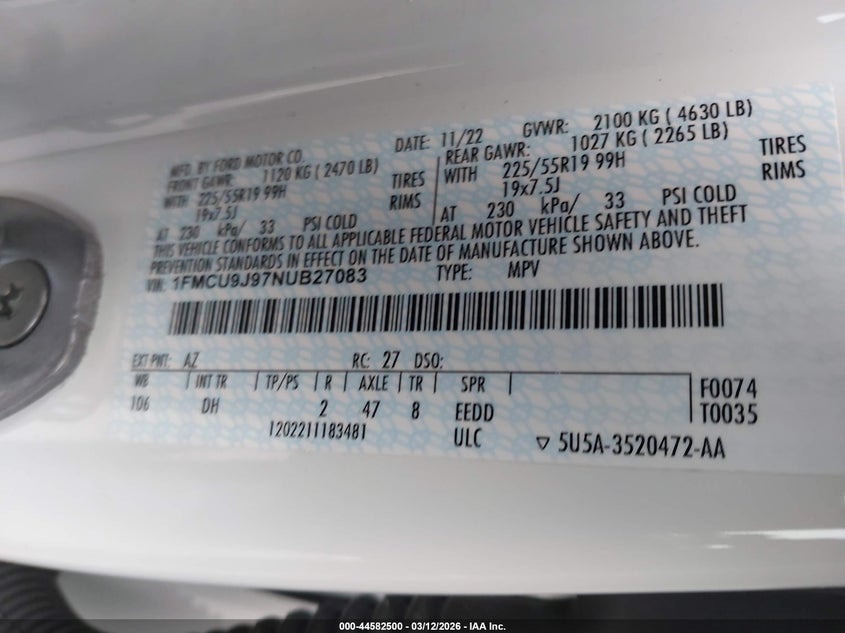 MFD. BY FORD MOTOR CO. DATE: 11/22 GVWR: 2100 KG ( 4630 LB)
FRONT GAWR: 1120 KG ( 2470 LB) REAR GAWR: 1027 KG ( 2265 LB)
WITH 225/55R19 99H TIRES WITH 225/55R19 99H TIRES
19x7.5J RIMS 19x7.5J RIMS
AT 230 kPa/ 33 PSI COLD AT 230 kPa/ 33 PSI COLD
THIS VEHICLE CONFORMS TO ALL APPLICABLE FEDERAL MOTOR VEHICLE SAFETY AND THEFT
PREVENTION STANDARDS IN EFFECT ON THE DATE OF MANUFACTURE SHOWN ABOVE.
VIN: 1FMCU9J97NUB27083 TYPE: MPV
EXT PNT: AZ RC: 27 DSO:
WB INT TR TP/PS R AXLE TR SPR F0074
106 DH 2 47 8 EEDD T0035
1202211183481 ULC ▽ 5U5A-3520472-AA
000-44582500 — 03/12/2026 — IAA Inc.